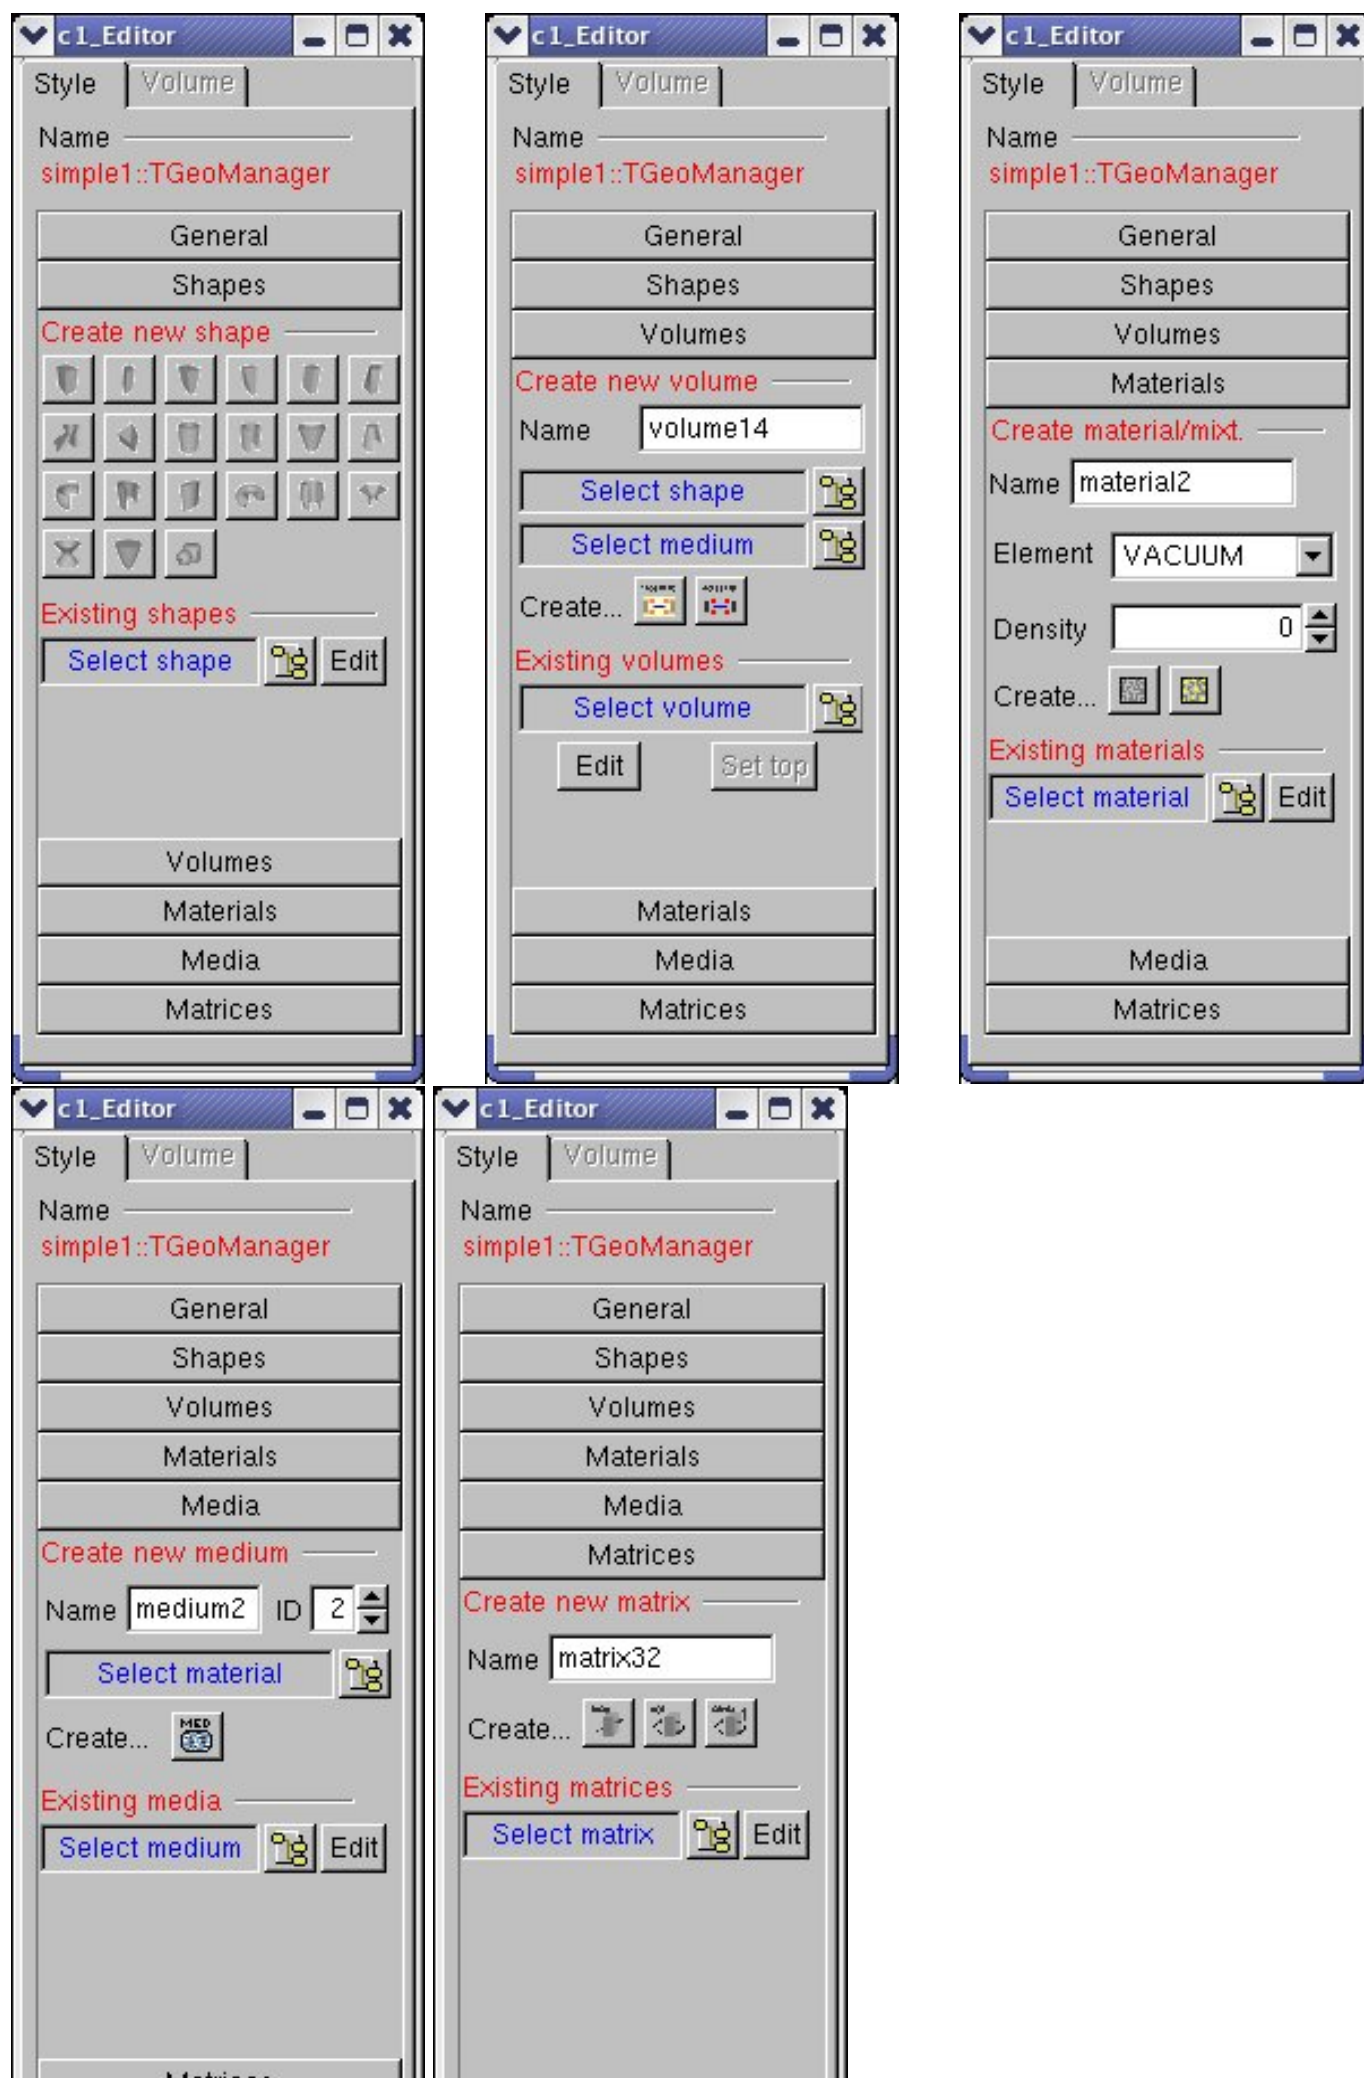 c1_Editor
Style Volume
Name
simple1::TGeoManager
General
Shapes
Create new shape
Existing shapes
Select shape Edit
Volumes
Materials
Media
Matrices
c1_Editor
Style Volume
Name
simple1::TGeoManager
General
Shapes
Volumes
Create new volume
Name volume14
Select shape
Select medium
Create...
Existing volumes
Select volume
Edit Set top
Materials
Media
Matrices
c1_Editor
Style Volume
Name
simple1::TGeoManager
General
Shapes
Volumes
Materials
Create material/mixt.
Name material2
Element VACUUM
Density 0
Create...
Existing materials
Select material Edit
Media
Matrices
c1_Editor
Style Volume
Name
simple1::TGeoManager
General
Shapes
Volumes
Materials
Media
Create new medium
Name medium2 ID 2
Select material
Create... MED
Existing media
Select medium Edit
Matrices
c1_Editor
Style Volume
Name
simple1::TGeoManager
General
Shapes
Volumes
Materials
Media
Matrices
Create new matrix
Name matrix32
Create...
Existing matrices
Select matrix Edit